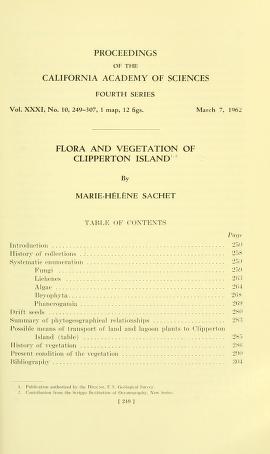 PROCEEDINGS
OF THE
CALIFORNIA ACADEMY OF SCIENCES
FOURTH SERIES
Vol. XXXI, No. 10, 249–307, 1 map, 12 figs. March 7, 1962
FLORA AND VEGETATION OF
CLIPPERTON ISLAND¹ ²
By
MARIE-HÉLÈNE SACHET
TABLE OF CONTENTS
Page
Introduction 250
History of collections 258
Systematic enumeration 259
Fungi 259
Lichenes 263
Algae 264
Bryophyta 268
Phanerogamia 269
Drift seeds 280
Summary of phytogeographical relationships 283
Possible means of transport of land and lagoon plants to Clipperton
Island (table) 285
History of vegetation 286
Present condition of the vegetation 290
Bibliography 304
1. Publication authorized by the Director, U. S. Geological Survey.
2. Contribution from the Scripps Institution of Oceanography, New Series.
[ 249 ]